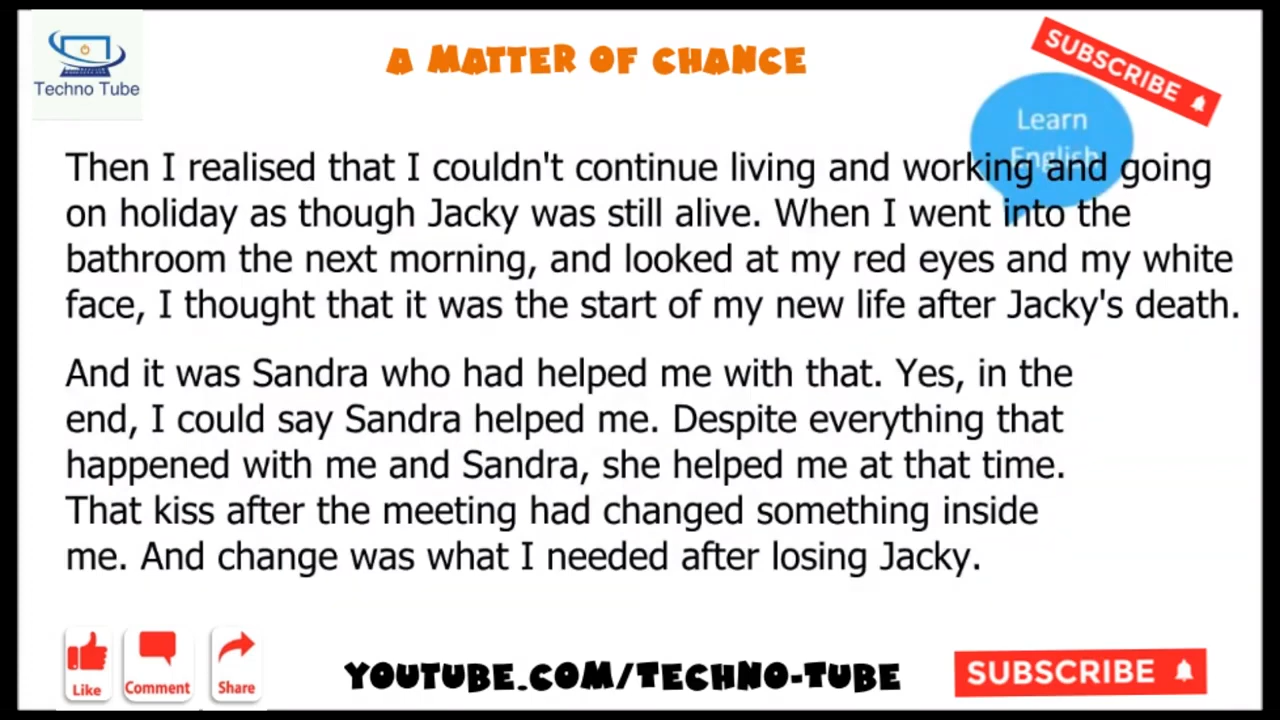 A MATTER OF CHANCE
SUBSCRIBE
Techno Tube
Learn
English
Then I realised that I couldn't continue living and working and going
on holiday as though Jacky was still alive. When I went into the
bathroom the next morning, and looked at my red eyes and my white
face, I thought that it was the start of my new life after Jacky's death.
And it was Sandra who had helped me with that. Yes, in the
end, I could say Sandra helped me. Despite everything that
happened with me and Sandra, she helped me at that time.
That kiss after the meeting had changed something inside
me. And change was what I needed after losing Jacky.
Like
Comment
Share
YOUTUBE.COM/TECHNO-TUBE
SUBSCRIBE